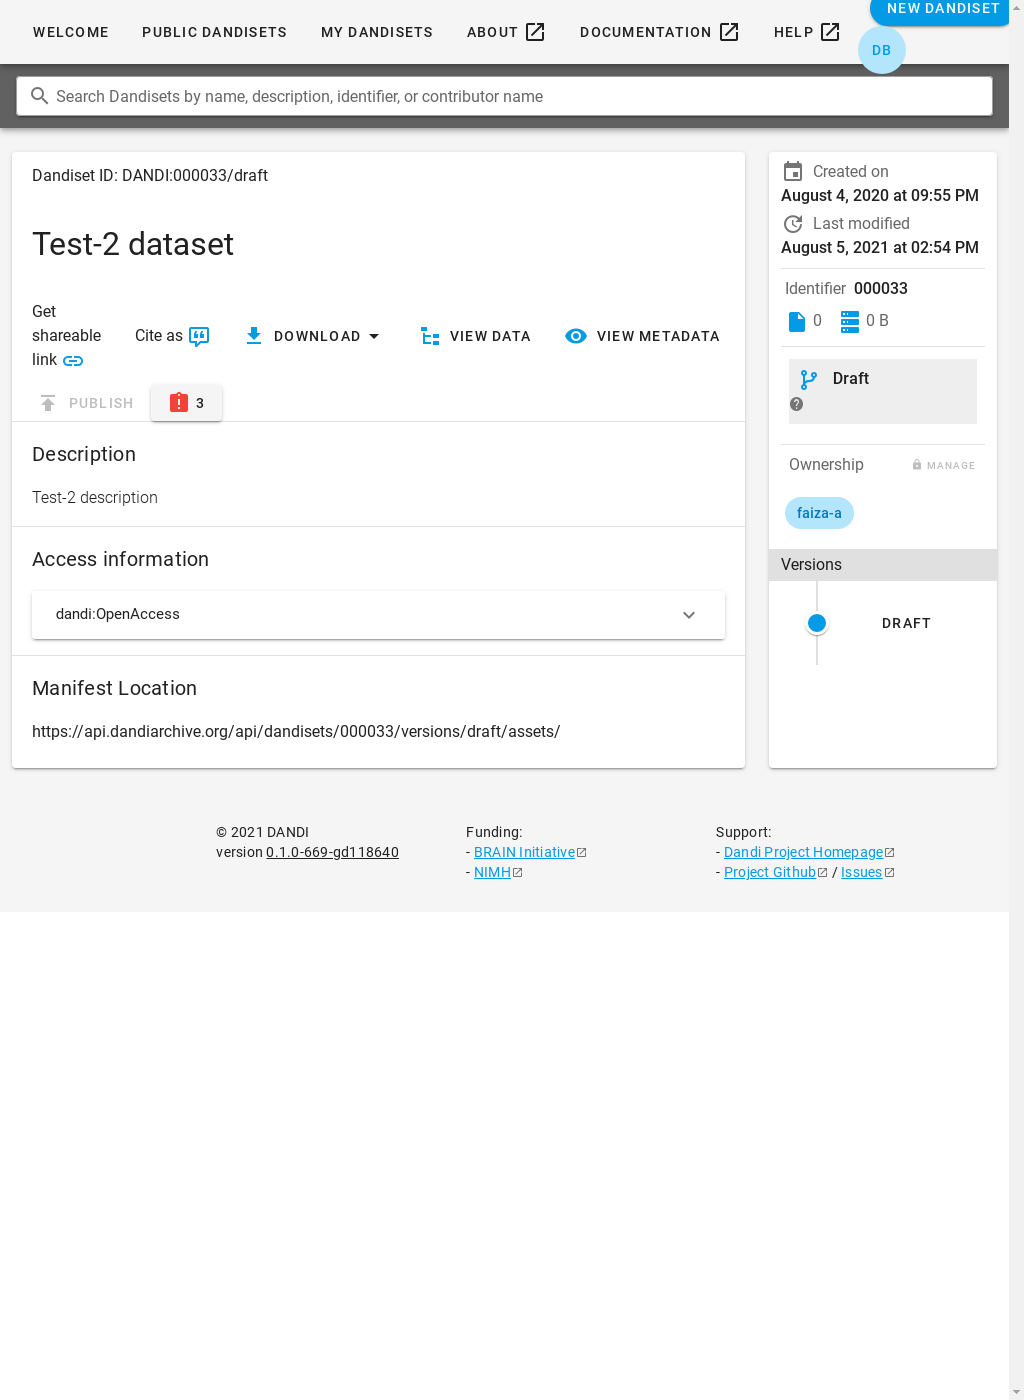 WELCOME PUBLIC DANDISETS MY DANDISETS ABOUT DOCUMENTATION HELP NEW DANDISET
DB
Search Dandisets by name, description, identifier, or contributor name
Dandiset ID: DANDI:000033/draft
Test-2 dataset
Get
shareable
link
Cite as
DOWNLOAD
VIEW DATA
VIEW METADATA
PUBLISH
3
Description
Test-2 description
Access information
dandi:OpenAccess
Manifest Location
https://api.dandiarchive.org/api/dandisets/000033/versions/draft/assets/
Created on
August 4, 2020 at 09:55 PM
Last modified
August 5, 2021 at 02:54 PM
Identifier 000033
0 0 B
Draft
Ownership MANAGE
faiza-a
Versions
DRAFT
© 2021 DANDI
version 0.1.0-669-gd118640
Funding:
- BRAIN Initiative
- NIMH
Support:
- Dandi Project Homepage
- Project Github / Issues